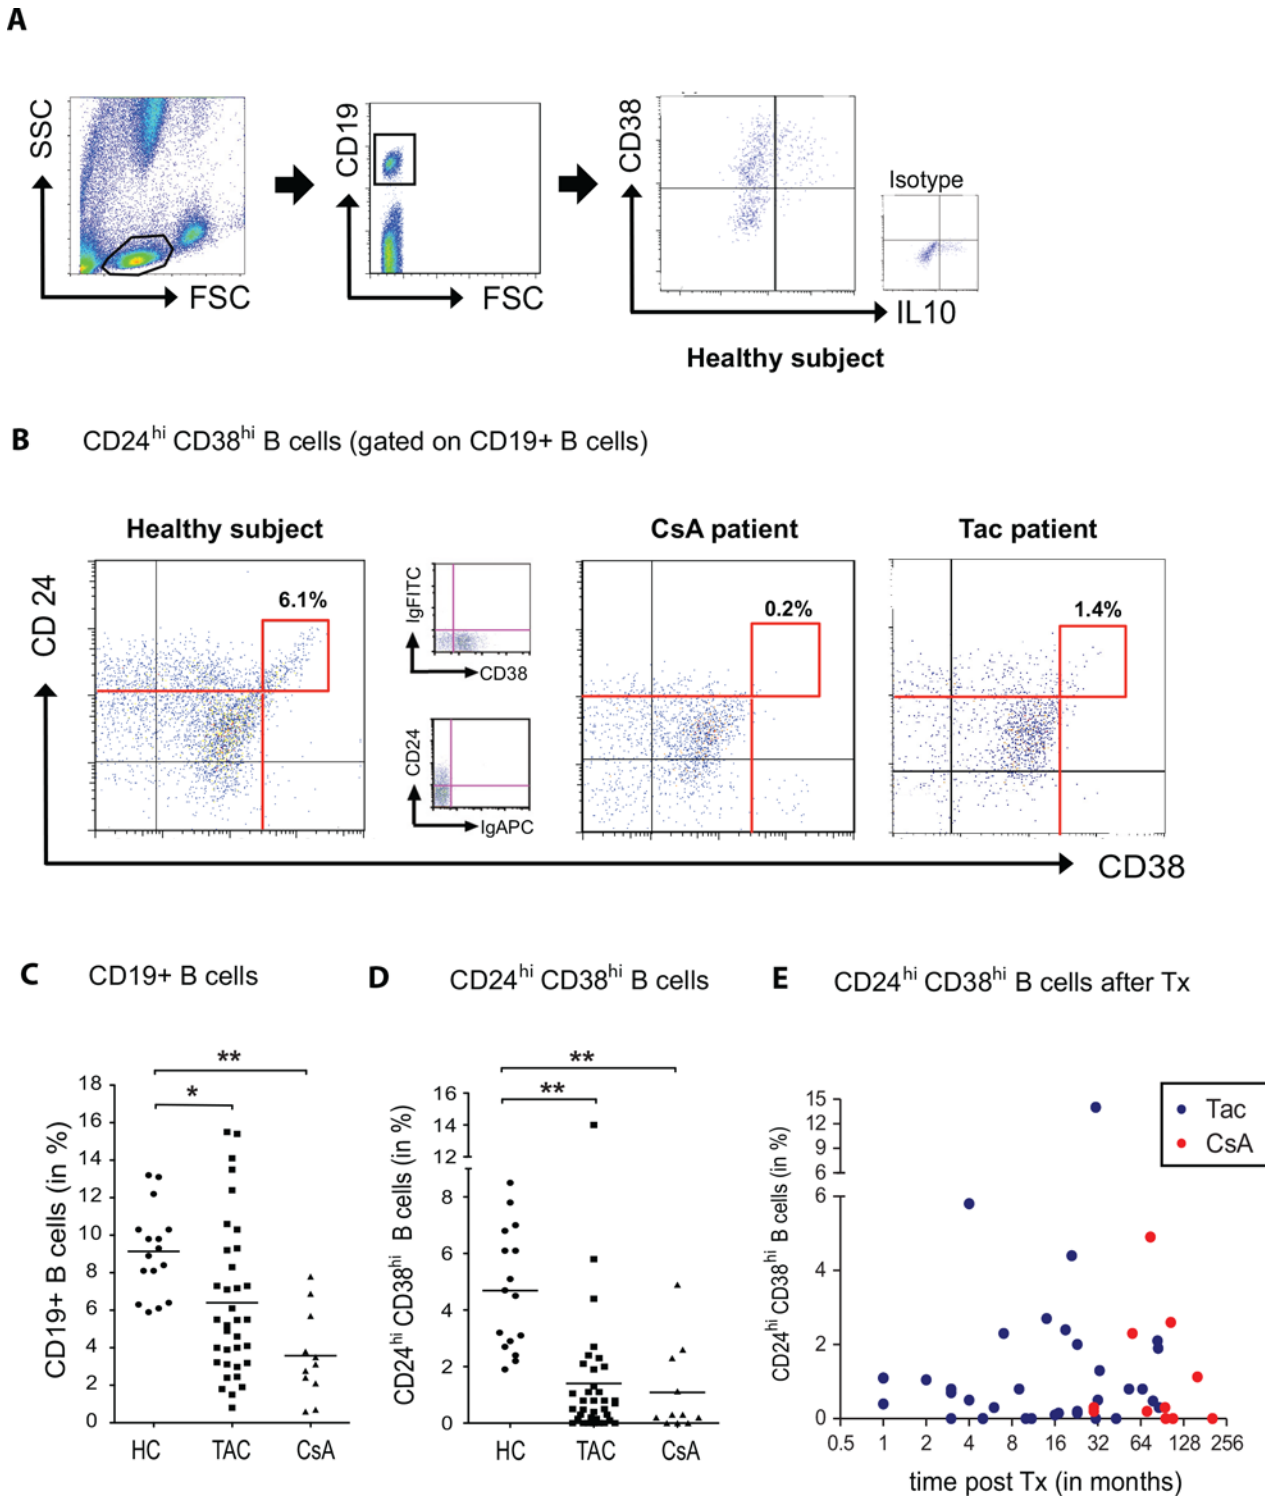 A
SSC
FSC
CD19
FSC
CD38
Isotype
IL10
Healthy subject
B CD24hi CD38hi B cells (gated on CD19+ B cells)
Healthy subject
CsA patient
Tac patient
CD 24
6.1%
IgFITC
CD38
CD24
IgAPC
0.2%
1.4%
CD38
C CD19+ B cells
D CD24hi CD38hi B cells
E CD24hi CD38hi B cells after Tx
CD19+ B cells (in %)
**
*
18
16
14
12
10
8
6
4
2
0
HC TAC CsA
CD24hi CD38hi B cells (in %)
**
**
16
14
12
8
6
4
2
0
HC TAC CsA
CD24hi CD38hi B cells (in %)
Tac
CsA
15
12
9
6
6
4
2
0
0.5 1 2 4 8 16 32 64 128 256
time post Tx (in months)